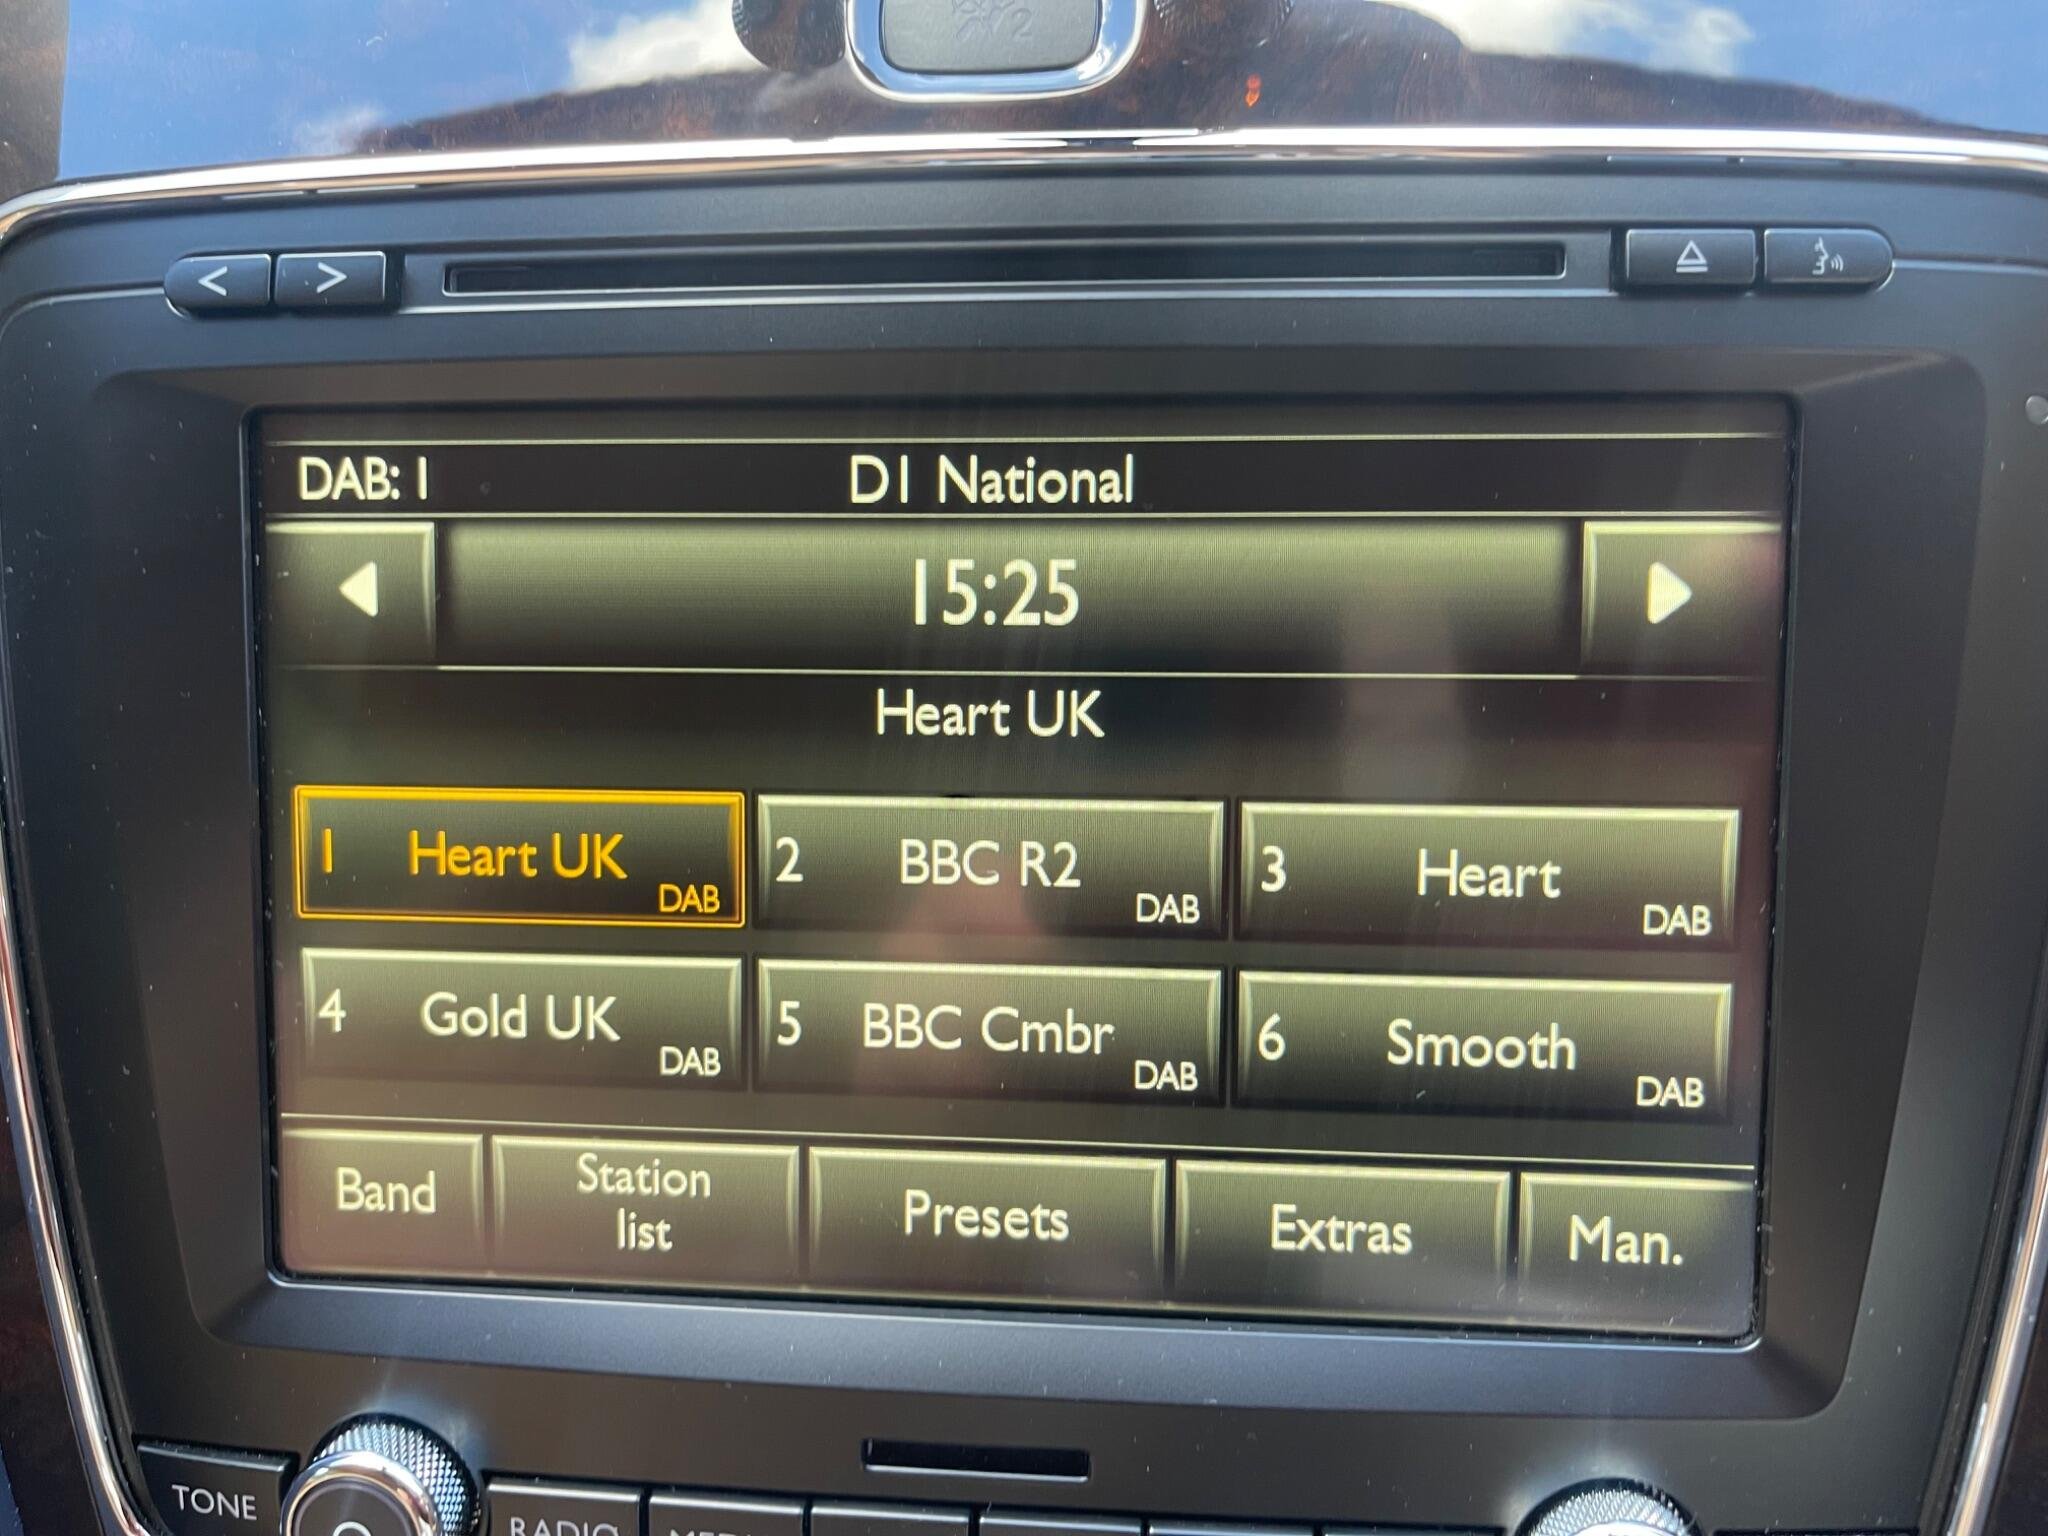 < >
DAB: 1 D1 National
15:25
Heart UK
1 Heart UK DAB
2 BBC R2 DAB
3 Heart DAB
4 Gold UK DAB
5 BBC Cmbr DAB
6 Smooth DAB
Band
Station
list
Presets
Extras
Man.
TONE
RADIO